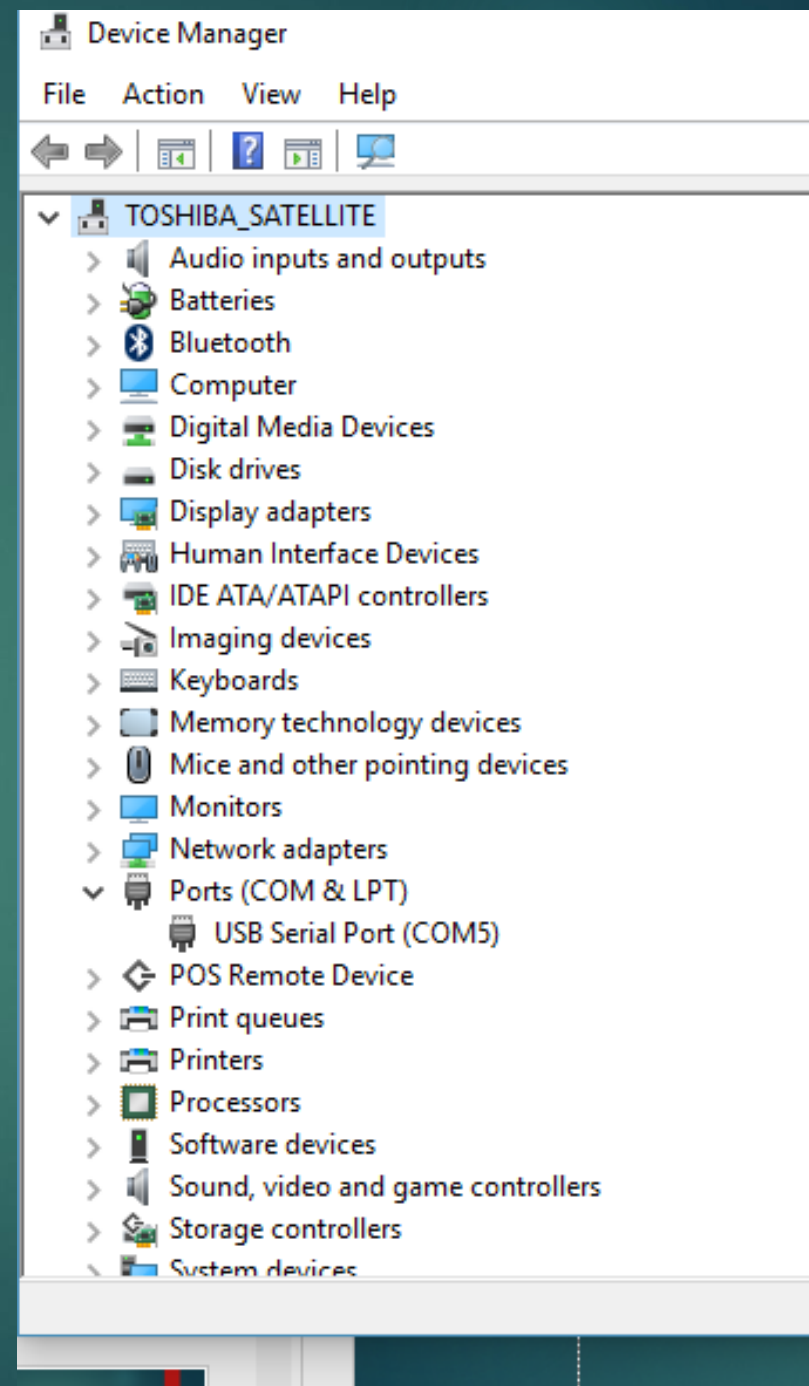 Device Manager
File Action View Help
TOSHIBA_SATELLITE
Audio inputs and outputs
Batteries
Bluetooth
Computer
Digital Media Devices
Disk drives
Display adapters
Human Interface Devices
IDE ATA/ATAPI controllers
Imaging devices
Keyboards
Memory technology devices
Mice and other pointing devices
Monitors
Network adapters
Ports (COM & LPT)
USB Serial Port (COM5)
POS Remote Device
Print queues
Printers
Processors
Software devices
Sound, video and game controllers
Storage controllers
System devices